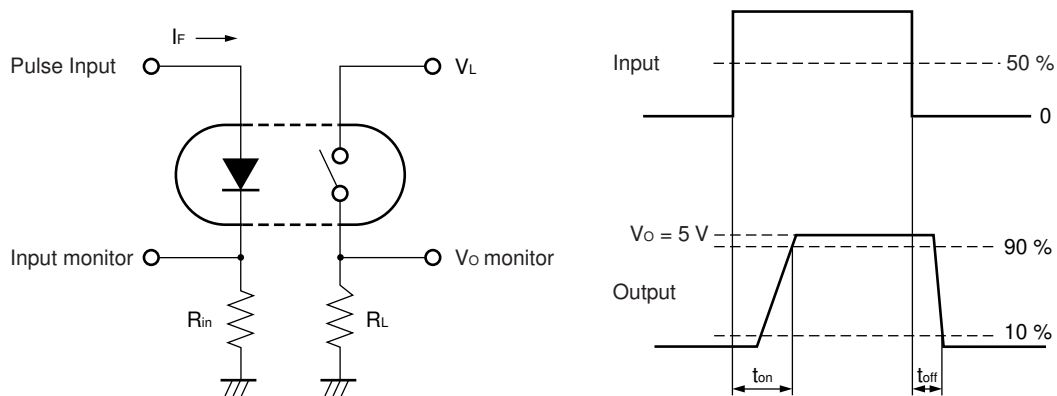 IF
Pulse Input
VL
Input monitor
VO monitor
Rin
RL
Input
50 %
0
VO = 5 V
90 %
Output
10 %
ton
toff